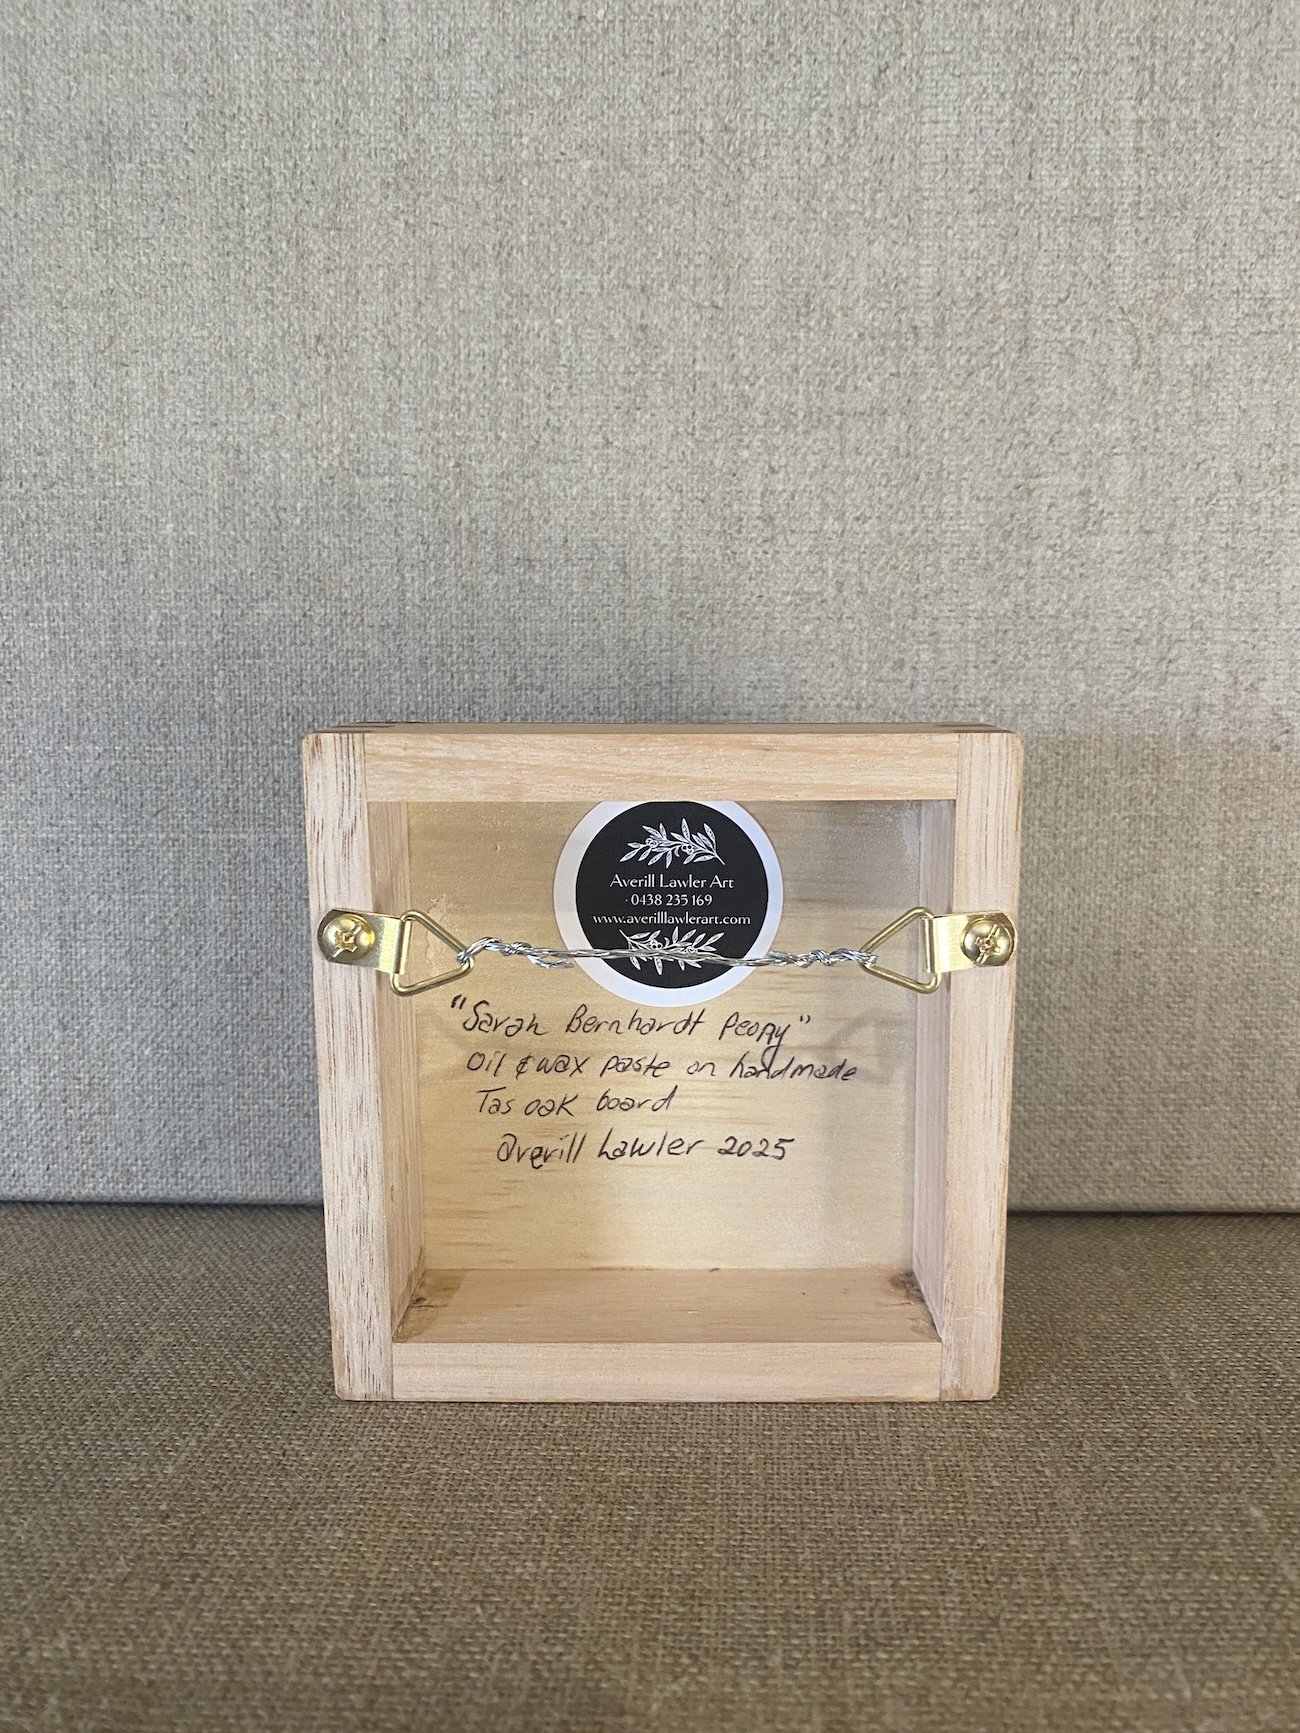 Averill Lawler Art
0438 235 169
www.averilllawlerart.com
"Sarah Bernhardt Peony"
Oil & wax paste on handmade
Tas oak board
Averill Lawler 2025